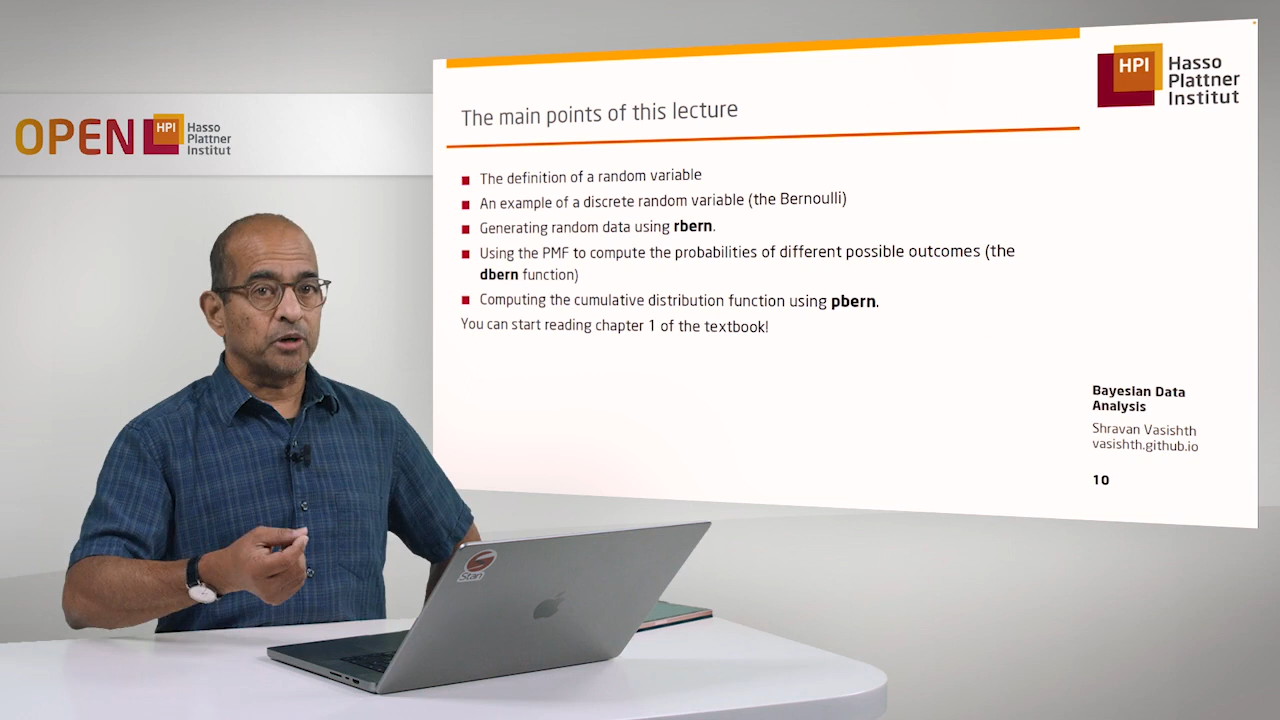 OPEN
HPI
Hasso
Plattner
Institut
The main points of this lecture
The definition of a random variable
An example of a discrete random variable (the Bernoulli)
Generating random data using rbern.
Using the PMF to compute the probabilities of different possible outcomes (the
dbern function)
Computing the cumulative distribution function using pbern.
You can start reading chapter 1 of the textbook!
HPI
Hasso
Plattner
Institut
Bayesian Data
Analysis
Shravan Vasishth
vasishth.github.io
10
Stan